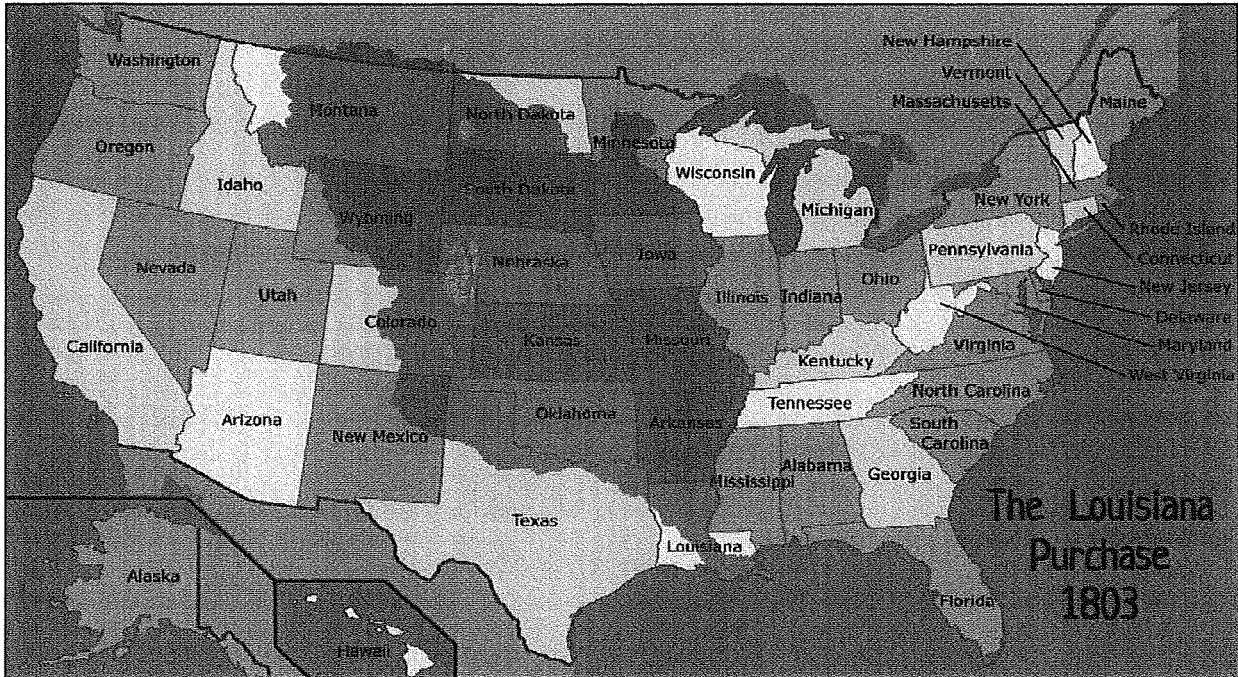 New Hampshire
Vermont
Massachusetts
Washington
Montana
North Dakota
Minnesota
Maine
Oregon
Idaho
Wisconsin
Michigan
South Dakota
Wyoming
New York
Rhode Island
Pennsylvania
Connecticut
Nebraska
Iowa
Nevada
Utah
Illinois
Indiana
Ohio
New Jersey
Delaware
Colorado
Kansas
Missouri
California
Kentucky
Virginia
Maryland
West Virginia
Arizona
New Mexico
Oklahoma
Arkansas
Tennessee
North Carolina
South
Carolina
Mississippi
Alabama
Georgia
Texas
Louisiana
The Louisiana
Purchase
1803
Alaska
Hawaii
Florida